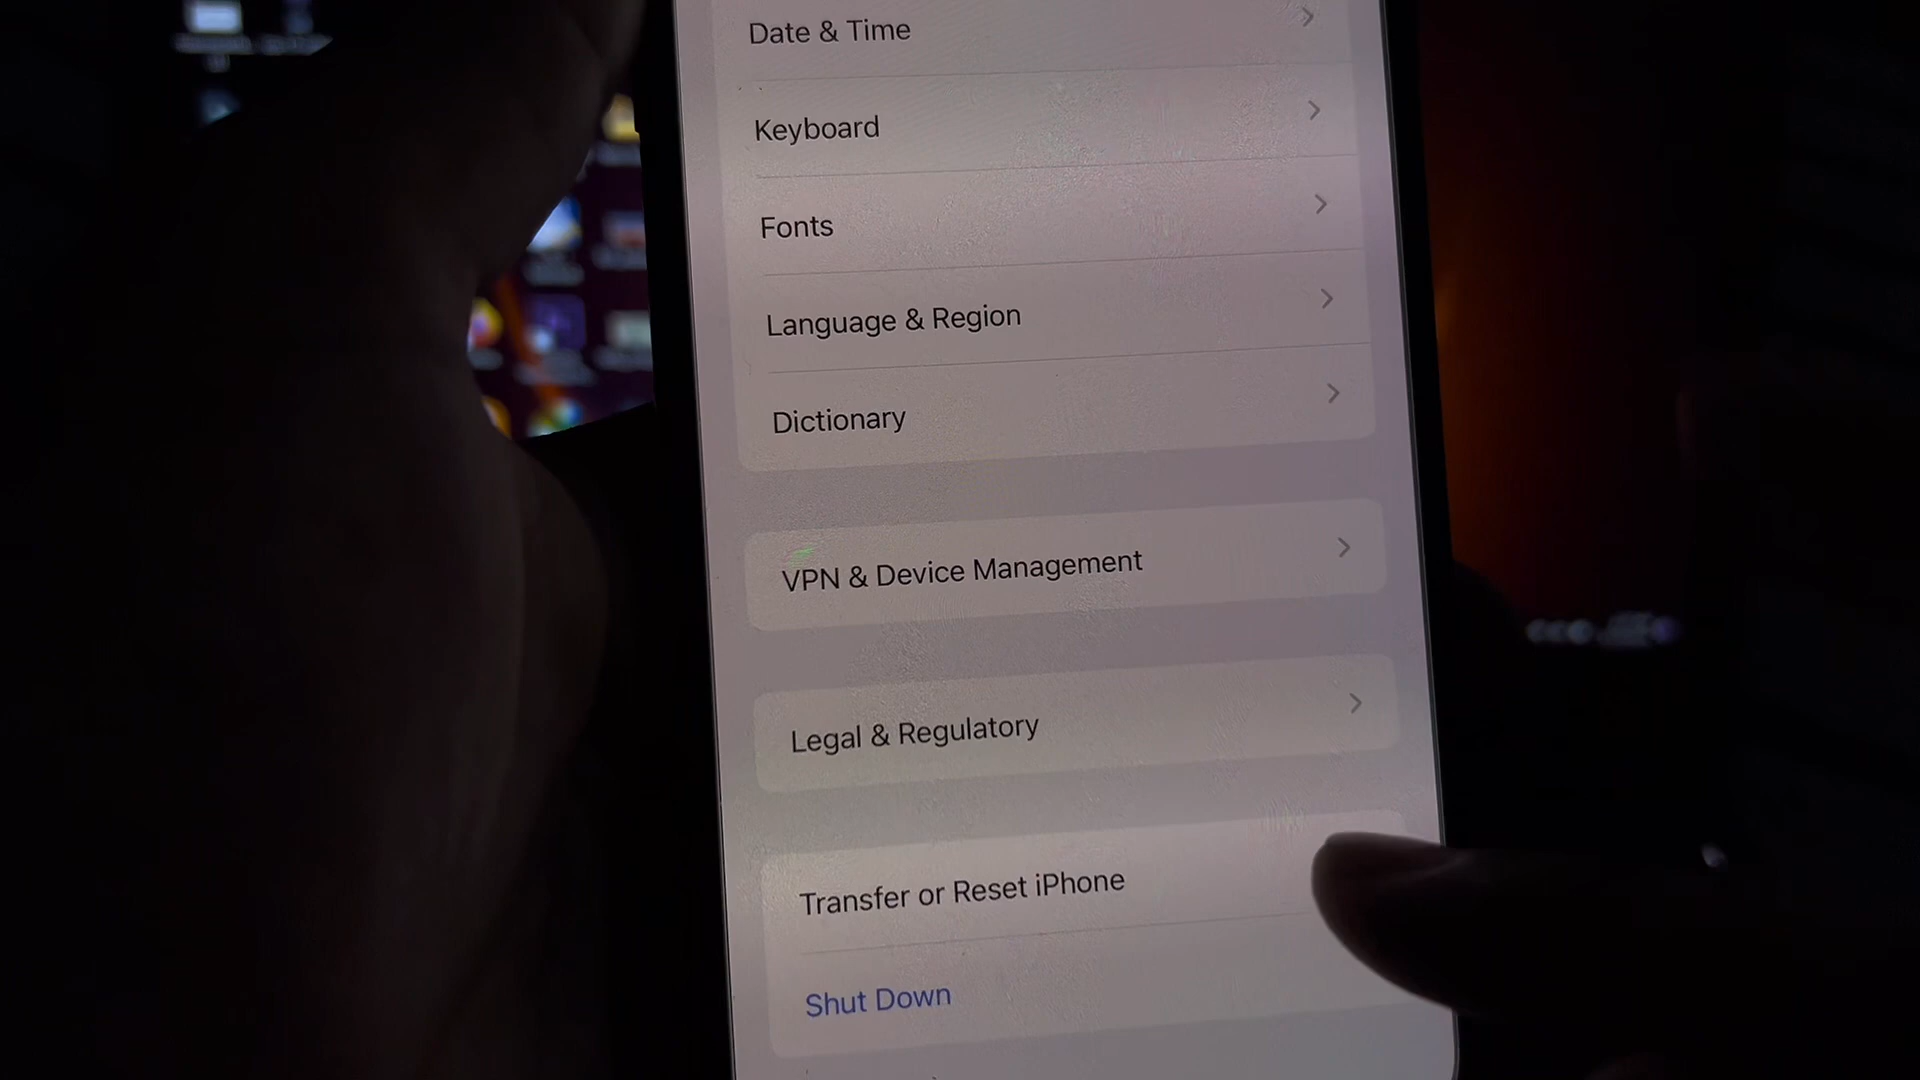 Date & Time
Keyboard
Fonts
Language & Region
Dictionary
VPN & Device Management
Legal & Regulatory
Transfer or Reset iPhone
Shut Down